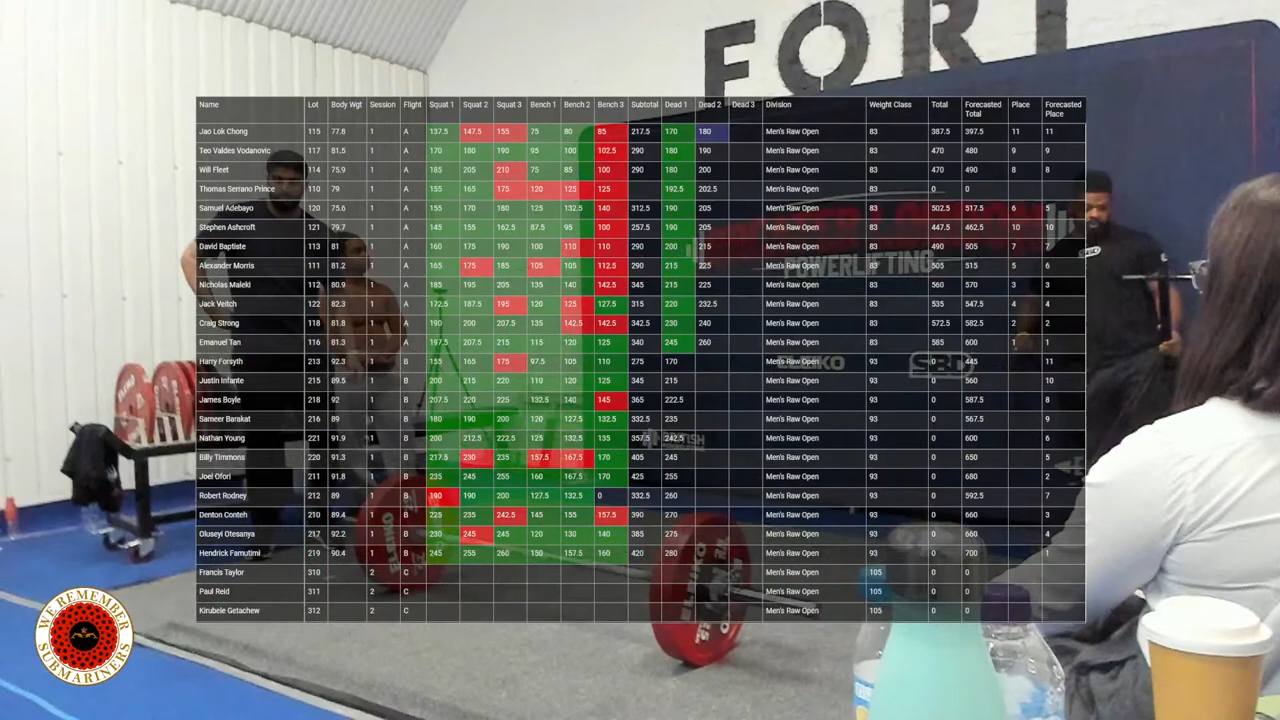 FORT
Name Lot Body Wgt Session Flight Squat 1 Squat 2 Squat 3 Bench 1 Bench 2 Bench 3 Subtotal Dead 1 Dead 2 Dead 3 Division Weight Class Total Forecasted Total Place Forecasted Place
Jao Lok Chong 115 77.8 1 A 137.5 147.5 155 75 80 85 217.5 170 180 Men's Raw Open 83 387.5 397.5 11 11
Teo Valdes Vodanovic 117 81.5 1 A 170 180 190 95 100 102.5 290 180 190 Men's Raw Open 83 470 480 9 9
Will Fleet 114 75.9 1 A 185 205 210 75 85 100 290 180 200 Men's Raw Open 83 470 490 8 8
Thomas Serrano Prince 110 79 1 A 155 165 175 120 125 125 192.5 202.5 Men's Raw Open 83 0 0
Samuel Adebayo 120 75.6 1 A 155 170 180 125 132.5 140 312.5 190 205 Men's Raw Open 83 502.5 517.5 6 5
Stephen Ashcroft 121 79.7 1 A 145 155 162.5 87.5 95 100 257.5 190 205 Men's Raw Open 83 447.5 462.5 10 10
David Baptiste 113 81 1 A 160 175 190 100 110 110 290 200 215 Men's Raw Open 83 490 505 7 7
Alexander Morris 111 81.2 1 A 165 175 185 105 105 112.5 290 215 225 Men's Raw Open 83 505 515 5 6
Nicholas Maleki 112 80.9 1 A 185 195 205 135 140 142.5 345 215 225 Men's Raw Open 83 560 570 3 3
Jack Veitch 122 82.3 1 A 172.5 187.5 195 120 125 127.5 315 220 232.5 Men's Raw Open 83 535 547.5 4 4
Craig Strong 118 81.8 1 A 190 200 207.5 135 142.5 142.5 342.5 230 240 Men's Raw Open 83 572.5 582.5 2 2
Emanuel Tan 116 81.3 1 A 197.5 207.5 215 115 120 125 340 245 260 Men's Raw Open 83 585 600 1 1
Harry Forsyth 213 92.3 1 B 155 165 175 97.5 105 110 275 170 Men's Raw Open 93 0 445 11
Justin Infante 215 89.5 1 B 200 215 220 110 120 125 345 215 Men's Raw Open 93 0 560 10
James Boyle 218 92 1 B 207.5 220 225 132.5 140 145 365 222.5 Men's Raw Open 93 0 587.5 8
Sameer Barakat 216 89 1 B 180 190 200 120 127.5 132.5 332.5 235 Men's Raw Open 93 0 567.5 9
Nathan Young 221 91.9 1 B 200 212.5 222.5 125 132.5 135 357.5 242.5 Men's Raw Open 93 0 600 6
Billy Timmons 220 91.3 1 B 217.5 230 235 157.5 167.5 170 405 245 Men's Raw Open 93 0 650 5
Joel Ofori 211 91.8 1 B 235 245 255 160 167.5 170 425 255 Men's Raw Open 93 0 680 2
Robert Rodney 212 89 1 B 190 190 200 127.5 132.5 0 332.5 260 Men's Raw Open 93 0 592.5 7
Denton Conteh 210 89.4 1 B 225 235 242.5 145 155 157.5 390 270 Men's Raw Open 93 0 660 3
Oluseyi Otesanya 217 92.2 1 B 230 245 245 120 130 140 385 275 Men's Raw Open 93 0 660 4
Hendrick Famutimi 219 90.4 1 B 245 255 260 150 157.5 160 420 280 Men's Raw Open 93 0 700 1
Francis Taylor 310 2 C Men's Raw Open 105 0 0
Paul Reid 311 2 C Men's Raw Open 105 0 0
Kirubele Getachew 312 2 C Men's Raw Open 105 0 0
POWERLIFTING
ELEIKO SBD
WE REMEMBER
SUBMARINERS